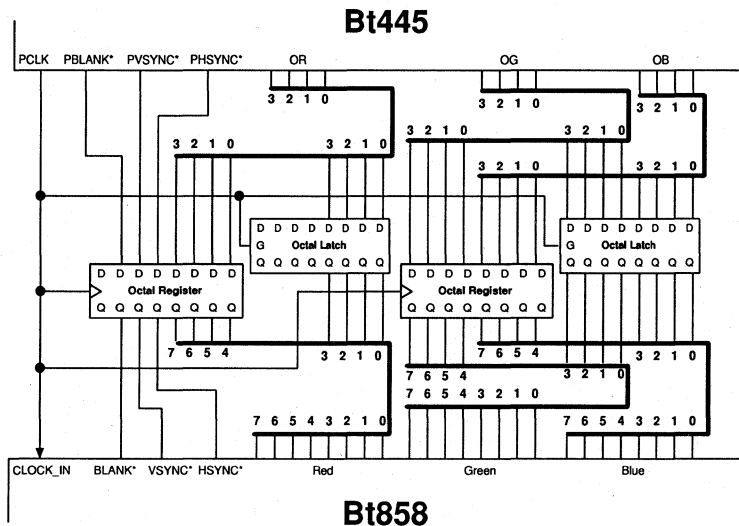 Bt445
PCLK PBLANK* PVSYNC* PHSYNC* OR OG OB
3 2 1 0 3 2 1 0 3 2 1 0
3 2 1 0 3 2 1 0 3 2 1 0 3 2 1 0
3 2 1 0 3 2 1 0
D D D D D D D D D D D D D D D D
G Octal Latch G Octal Latch
Q Q Q Q Q Q Q Q Q Q Q Q Q Q Q Q
D D D D D D D D D D D D D D D D
Octal Register Octal Register
Q Q Q Q Q Q Q Q Q Q Q Q Q Q Q Q
7 6 5 4 3 2 1 0 7 6 5 4 3 2 1 0
7 6 5 4 3 2 1 0
7 6 5 4 3 2 1 0
7 6 5 4 3 2 1 0 7 6 5 4 3 2 1 0
CLOCK_IN BLANK* VSYNC* HSYNC* Red Green Blue
Bt858